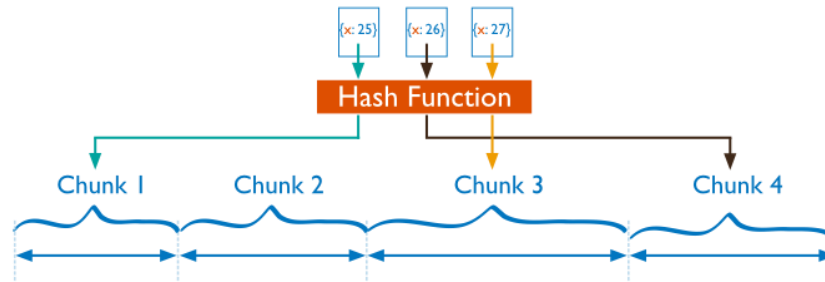 {x: 25} {x: 26} {x: 27}
Hash Function
Chunk 1 Chunk 2 Chunk 3 Chunk 4